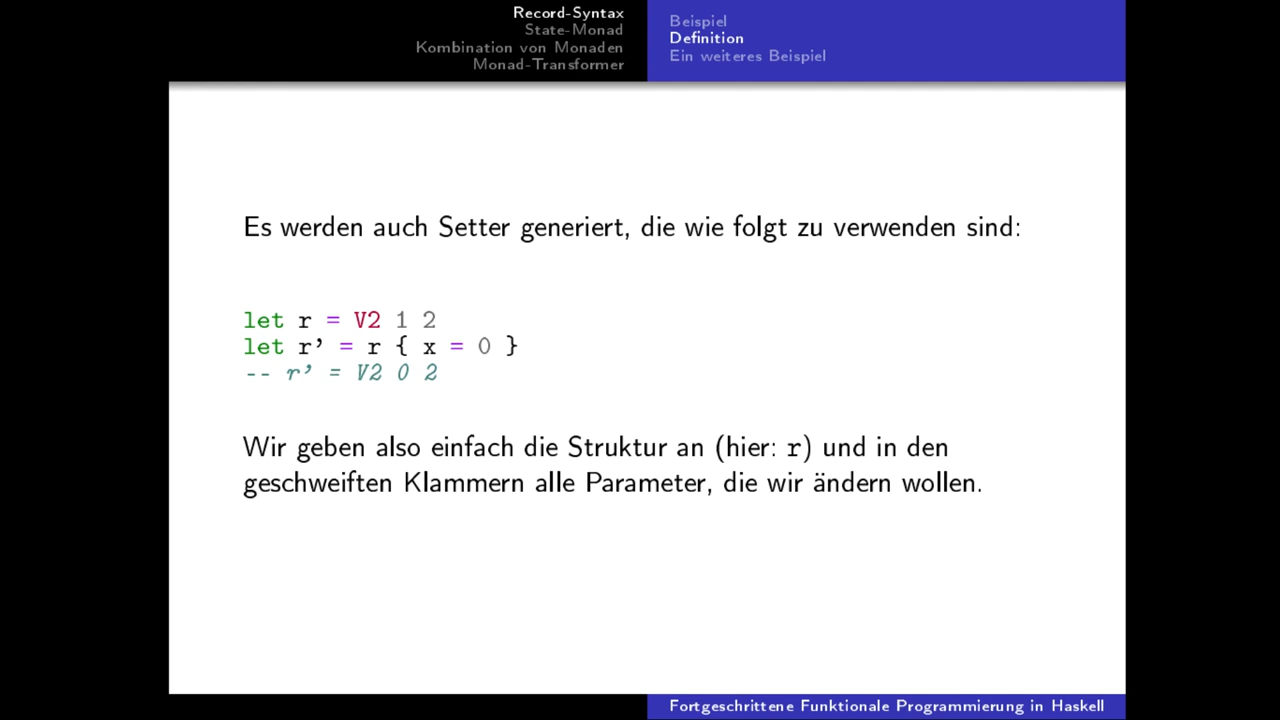 Record-Syntax
State-Monad
Kombination von Monaden
Monad-Transformer
Beispiel
Definition
Ein weiteres Beispiel
Es werden auch Setter generiert, die wie folgt zu verwenden sind:
let r = V2 1 2
let r' = r { x = 0 }
-- r' = V2 0 2
Wir geben also einfach die Struktur an (hier: r) und in den
geschweiften Klammern alle Parameter, die wir ändern wollen.
Fortgeschrittene Funktionale Programmierung in Haskell